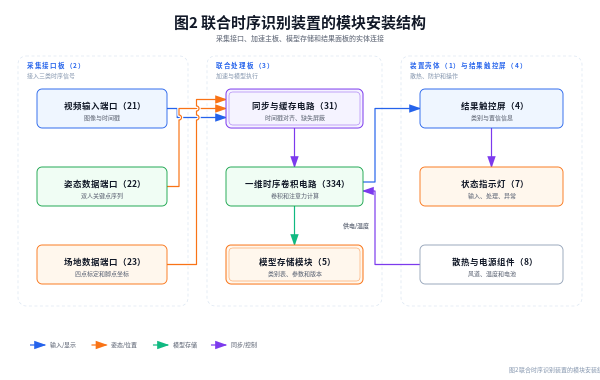 图2 联合时序识别装置的模块安装结构
采集接口、加速主板、模型存储和结果面板的实体连接
采集接口板（2）
接入三类时序信号
视频输入端口（21）
图像与时间戳
姿态数据端口（22）
双人关键点序列
场地数据端口（23）
四点标定和脚点坐标
联合处理板（3）
加速与模型执行
同步与缓存电路（31）
时间戳对齐、缺失屏蔽
一维时序卷积电路（334）
卷积和注意力计算
供电/温度
模型存储模块（5）
类别表、参数和版本
装置壳体（1）与结果触控屏（4）
散热、防护和操作
结果触控屏（4）
类别与置信信息
状态指示灯（7）
输入、处理、异常
散热与电源组件（8）
风道、温度和电池
输入/显示
姿态/位置
模型存储
同步/控制
图2联合时序识别装置的模块安装结